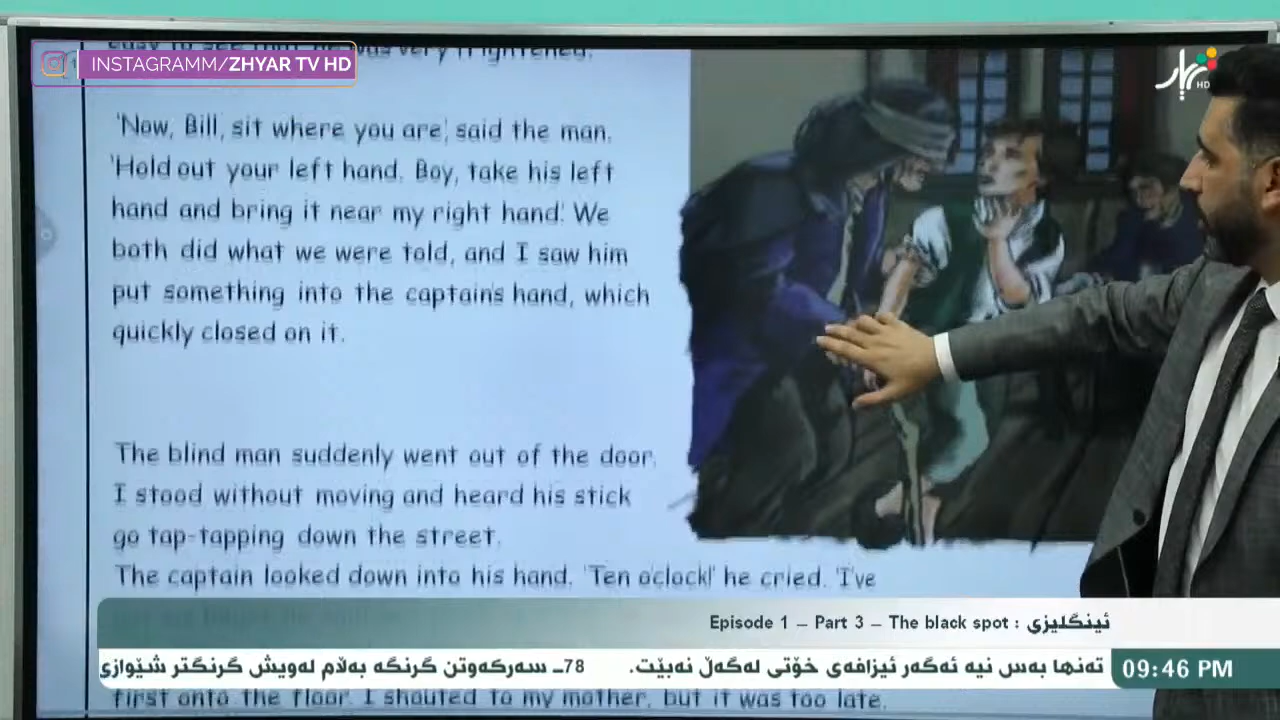 INSTAGRAMM/ZHYAR TV HD
HD
was very frightened.
'Now, Bill, sit where you are,' said the man.
'Hold out your left hand. Boy, take his left
hand and bring it near my right hand.' We
both did what we were told, and I saw him
put something into the captain's hand, which
quickly closed on it.
The blind man suddenly went out of the door.
I stood without moving and heard his stick
go tap-tapping down the street.
The captain looked down into his hand. 'Ten o'clock!' he cried. 'I've
ئینگلیزی : Episode 1 – Part 3 – The black spot
تەنها بەس نیە ئەگەر ئیزافەی خۆتی لەگەڵ نەبێت. 78ـ سەرکەوتن گرنگە بەڵام لەویش گرنگتر شێوازی
09:46 PM
first onto the floor. I shouted to my mother, but it was too late.